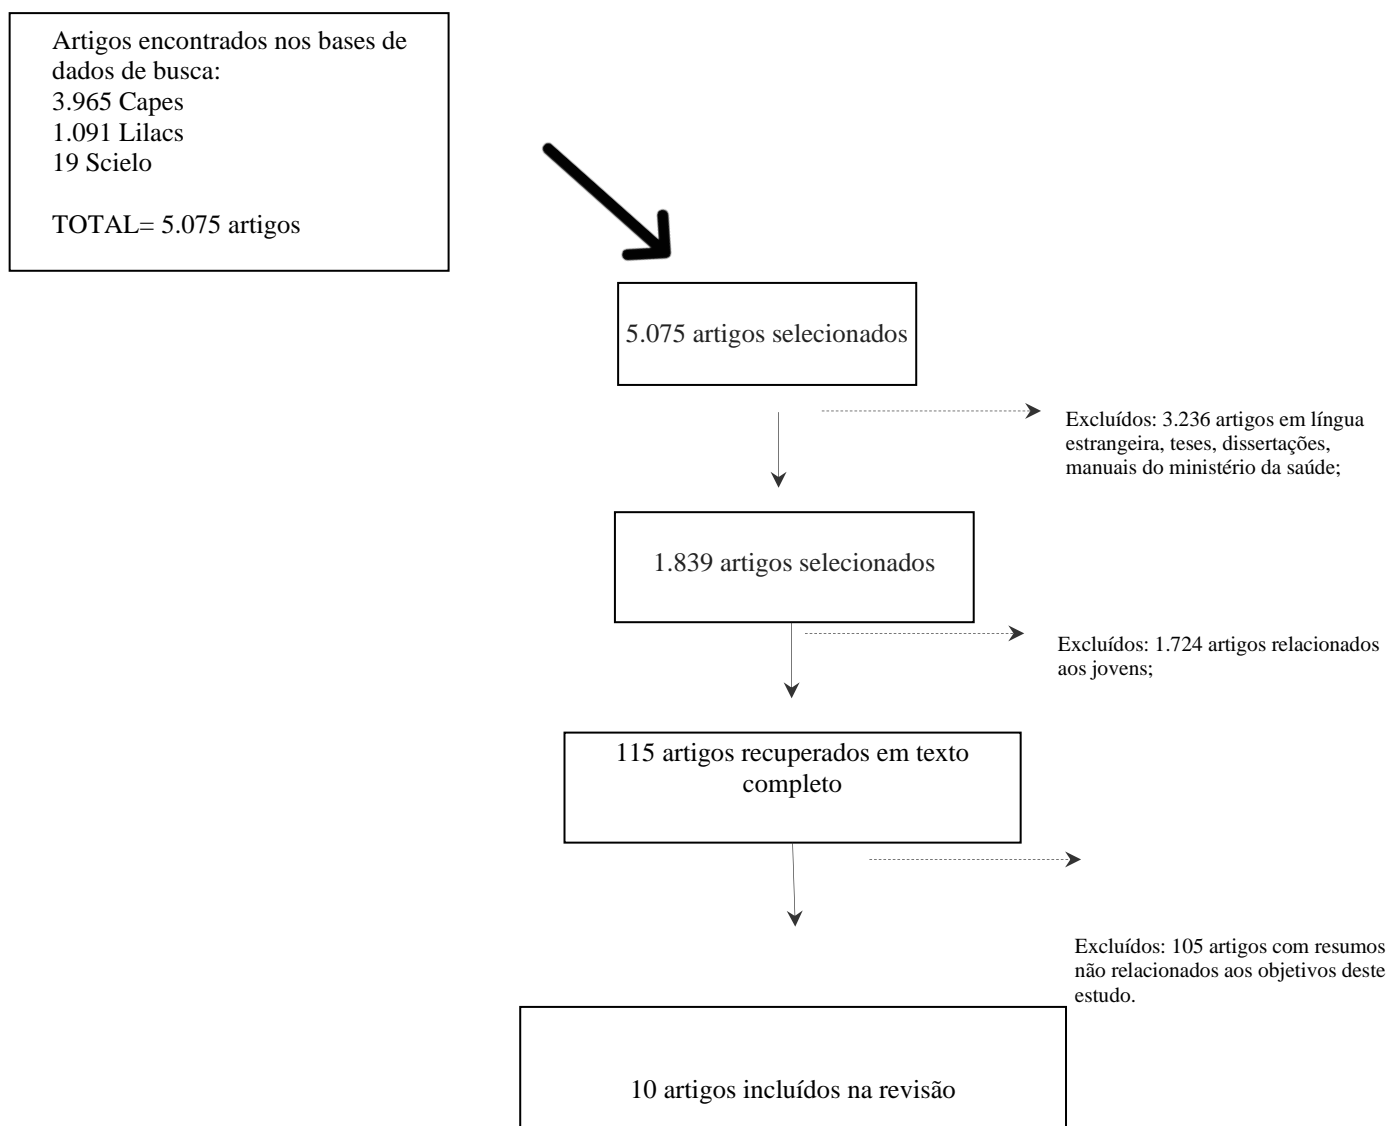 Artigos encontrados nos bases de
dados de busca:
3.965 Capes
1.091 Lilacs
19 Scielo
TOTAL= 5.075 artigos
5.075 artigos selecionados
Excluídos: 3.236 artigos em língua
estrangeira, teses, dissertações,
manuais do ministério da saúde;
1.839 artigos selecionados
Excluídos: 1.724 artigos relacionados
aos jovens;
115 artigos recuperados em texto
completo
Excluídos: 105 artigos com resumos
não relacionados aos objetivos deste
estudo.
10 artigos incluídos na revisão